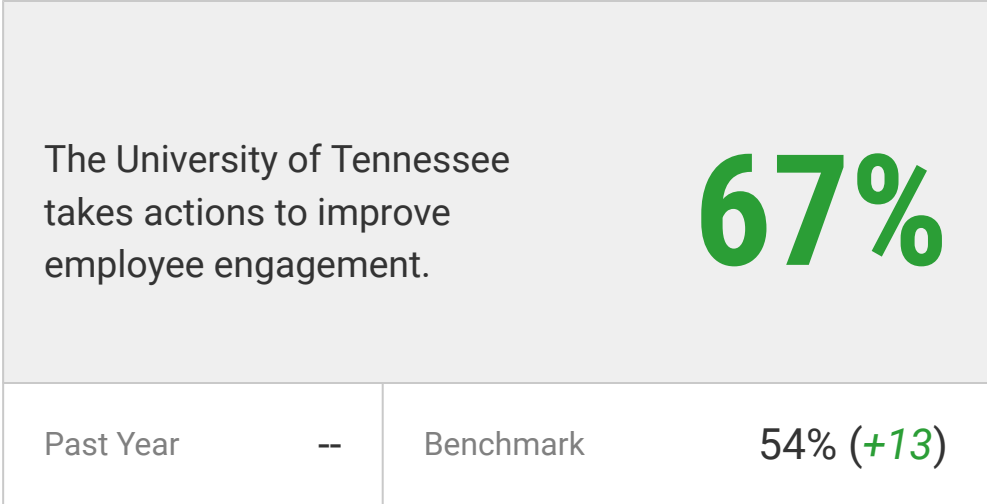 The University of Tennessee
takes actions to improve
employee engagement.
67%
Past Year --
Benchmark 54% (+13)